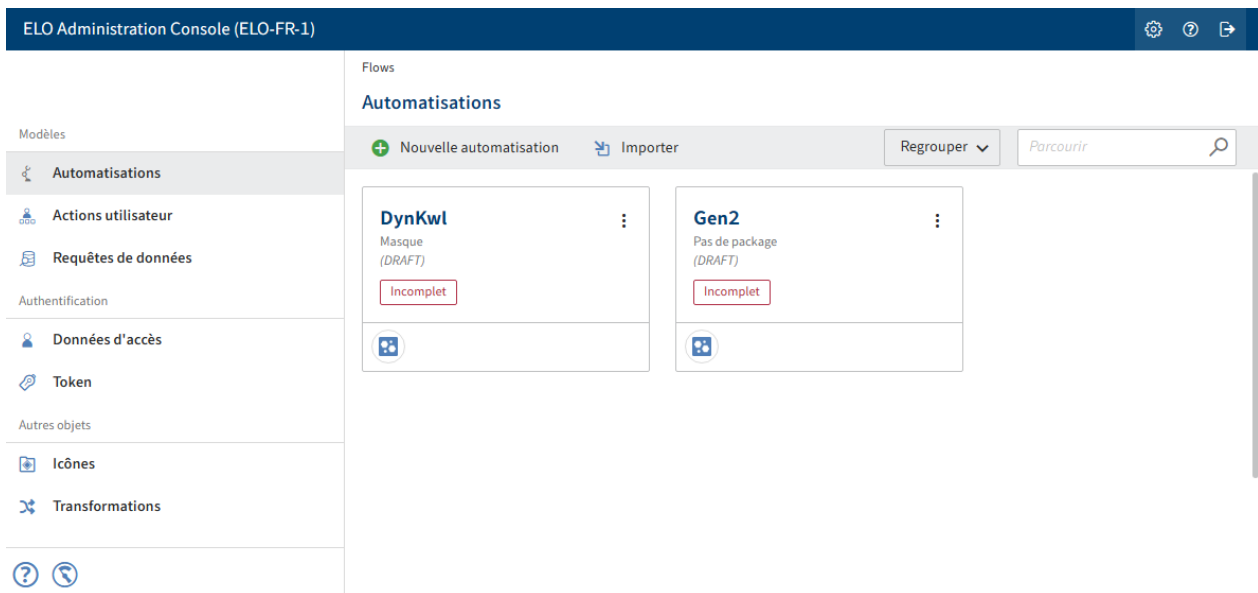 ELO Administration Console (ELO-FR-1)
Modèles
Automatisations
Actions utilisateur
Requêtes de données
Authentification
Données d'accès
Token
Autres objets
Icônes
Transformations
Flows
Automatisations
Nouvelle automatisation
Importer
Regrouper
Parcourir
DynKwl
Masque
(DRAFT)
Incomplet
Gen2
Pas de package
(DRAFT)
Incomplet